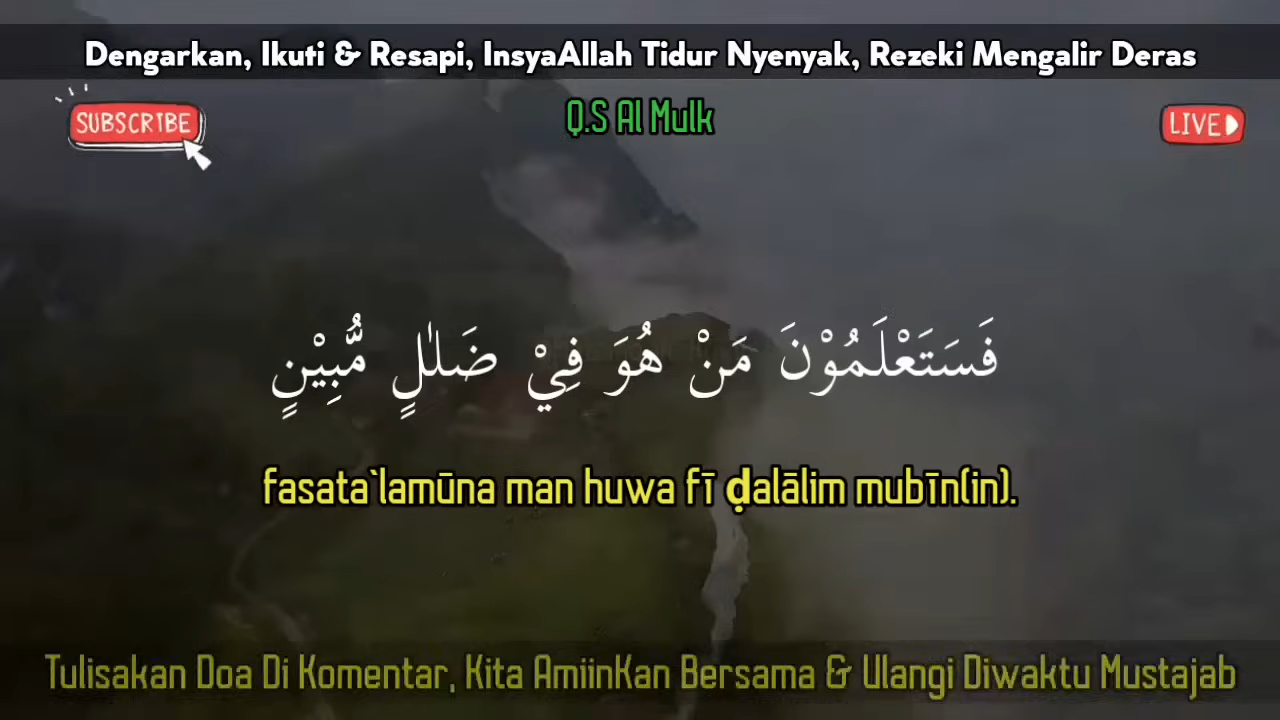 Dengarkan, Ikuti & Resapi, InsyaAllah Tidur Nyenyak, Rezeki Mengalir Deras
SUBSCRIBE
Q.S Al Mulk
LIVE
فَسَتَعْلَمُوْنَ مَنْ هُوَ فِيْ ضَلٰلٍ مُّبِيْنٍ
fasata`lamūna man huwa fī ḍalālim mubīn(in).
Tulisakan Doa Di Komentar, Kita AmiinKan Bersama & Ulangi Diwaktu Mustajab